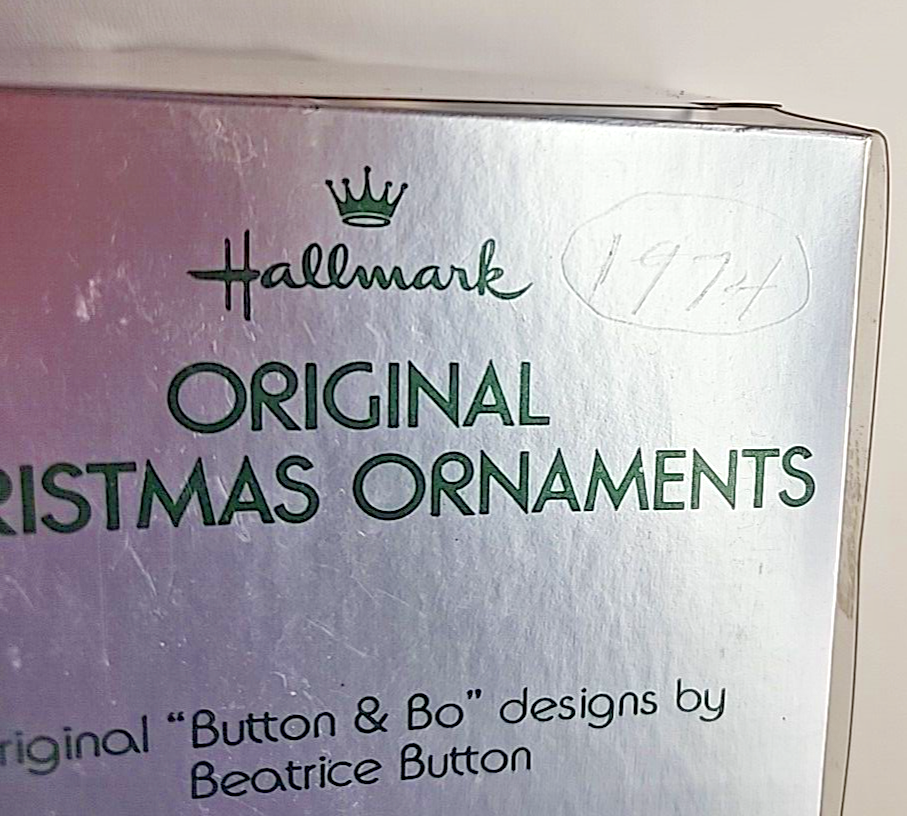 Hallmark
1974
ORIGINAL
RISTMAS ORNAMENTS
riginal “Button & Bo” designs by
Beatrice Button